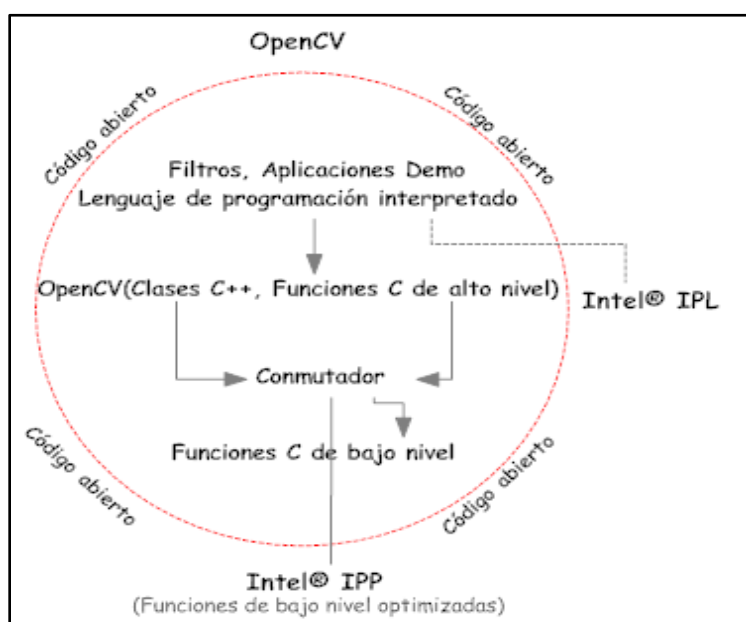 OpenCV
Código abierto
Código abierto
Filtros, Aplicaciones Demo
Lenguaje de programación interpretado
OpenCV(Clases C++, Funciones C de alto nivel)
Intel® IPL
Conmutador
Funciones C de bajo nivel
Código abierto
Código abierto
Intel® IPP
(Funciones de bajo nivel optimizadas)